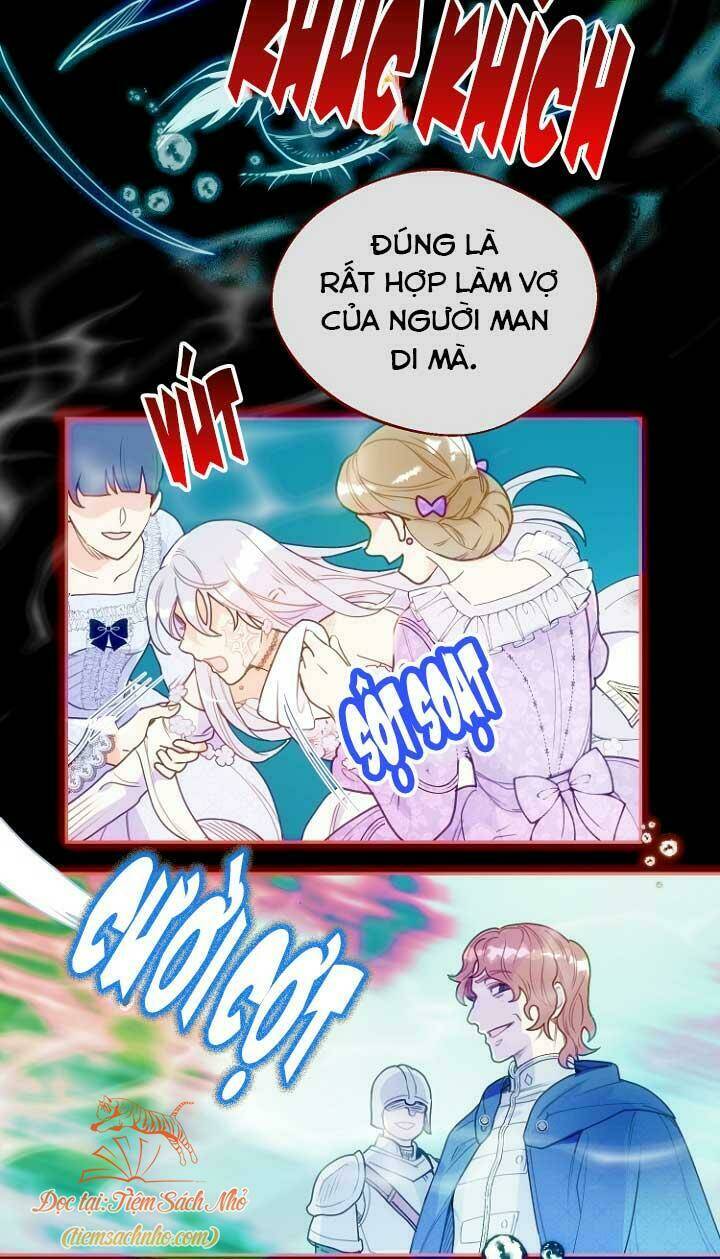 KHÚC KHÍCH
ĐÚNG LÀ
RẤT HỢP LÀM VỢ
CỦA NGƯỜI MAN
DI MÀ.
VÚT
SỘT SOẠT
CƯỜI CỢT
Đọc tại: Tiệm Sách Nhỏ
(tiemsachnho.com)